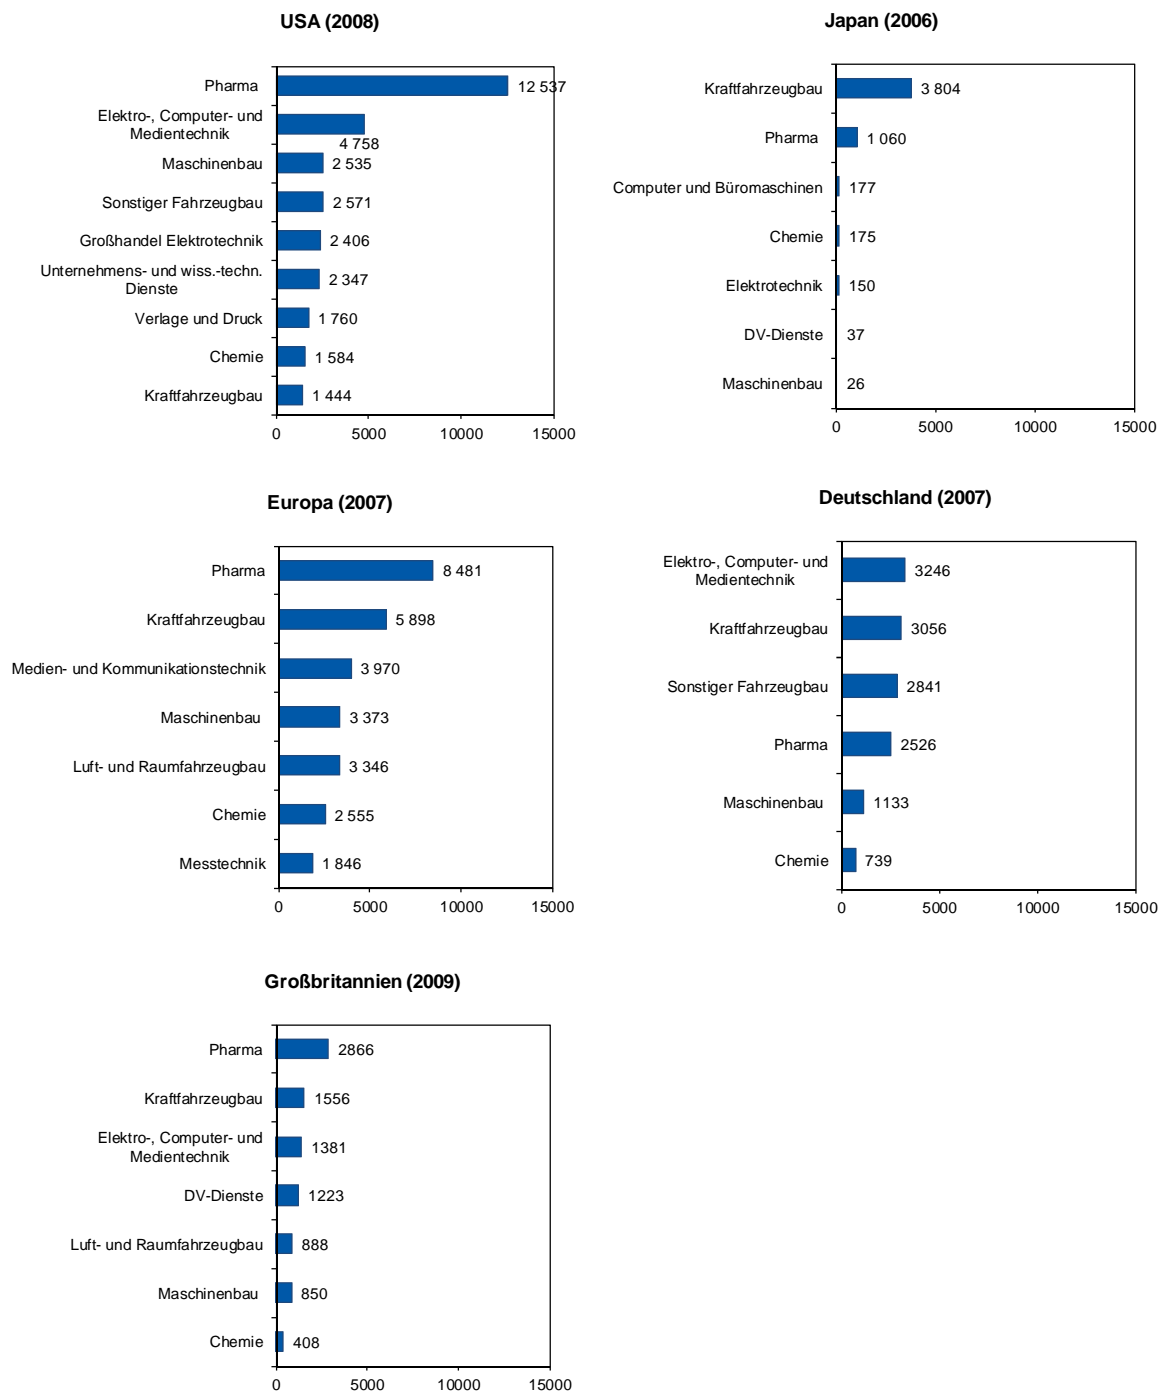 USA (2008)
Pharma
12 537
Elektro-, Computer- und
Medientechnik
4 758
Maschinenbau
2 535
Sonstiger Fahrzeugbau
2 571
Großhandel Elektrotechnik
2 406
Unternehmens- und wiss.-techn.
Dienste
2 347
Verlage und Druck
1 760
Chemie
1 584
Kraftfahrzeugbau
1 444
0 5000 10000 15000
Japan (2006)
Kraftfahrzeugbau
3 804
Pharma
1 060
Computer und Büromaschinen
177
Chemie
175
Elektrotechnik
150
DV-Dienste
37
Maschinenbau
26
0 5000 10000 15000
Europa (2007)
Pharma
8 481
Kraftfahrzeugbau
5 898
Medien- und Kommunikationstechnik
3 970
Maschinenbau
3 373
Luft- und Raumfahrzeugbau
3 346
Chemie
2 555
Messtechnik
1 846
0 5000 10000 15000
Deutschland (2007)
Elektro-, Computer- und
Medientechnik
3246
Kraftfahrzeugbau
3056
Sonstiger Fahrzeugbau
2841
Pharma
2526
Maschinenbau
1133
Chemie
739
0 5000 10000 15000
Großbritannien (2009)
Pharma
2866
Kraftfahrzeugbau
1556
Elektro-, Computer- und
Medientechnik
1381
DV-Dienste
1223
Luft- und Raumfahrzeugbau
888
Maschinenbau
850
Chemie
408
0 5000 10000 15000